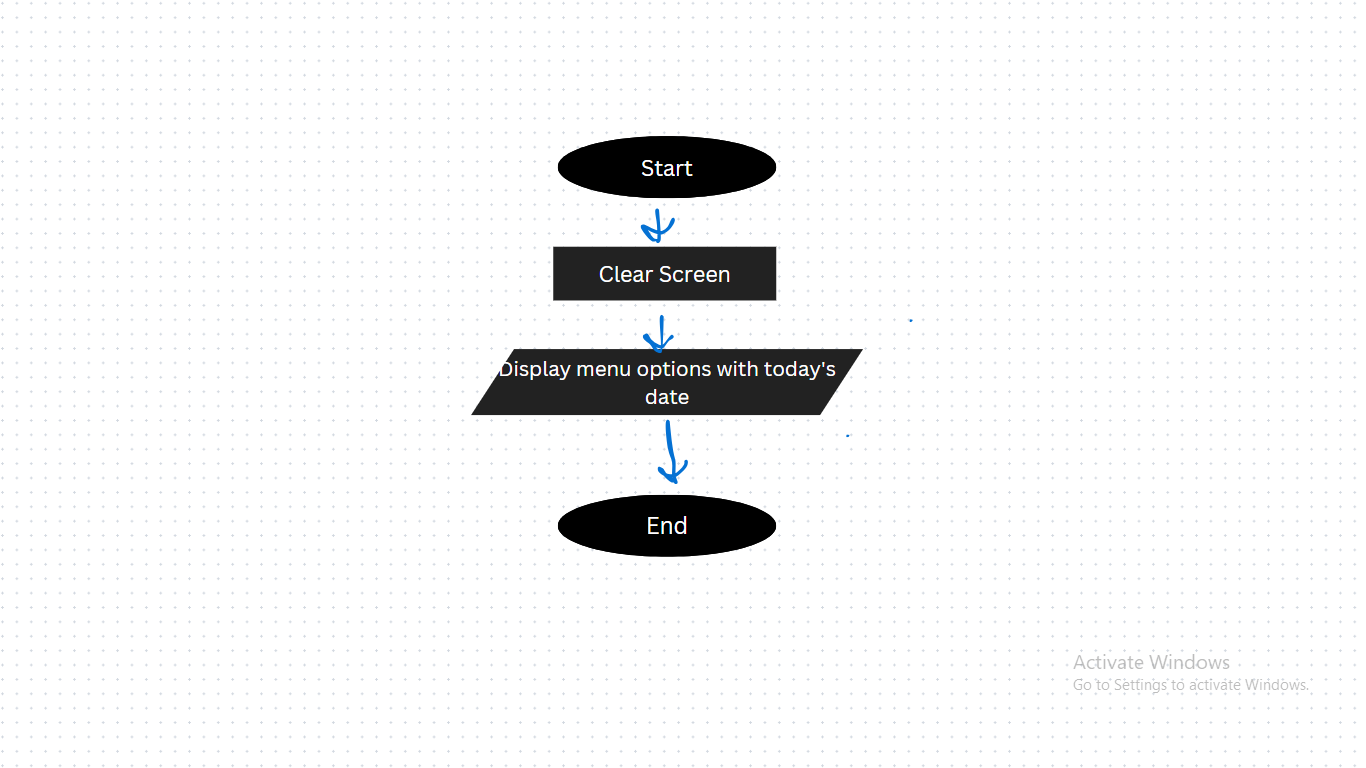 Start
Clear Screen
Display menu options with today's
date
End
Activate Windows
Go to Settings to activate Windows.